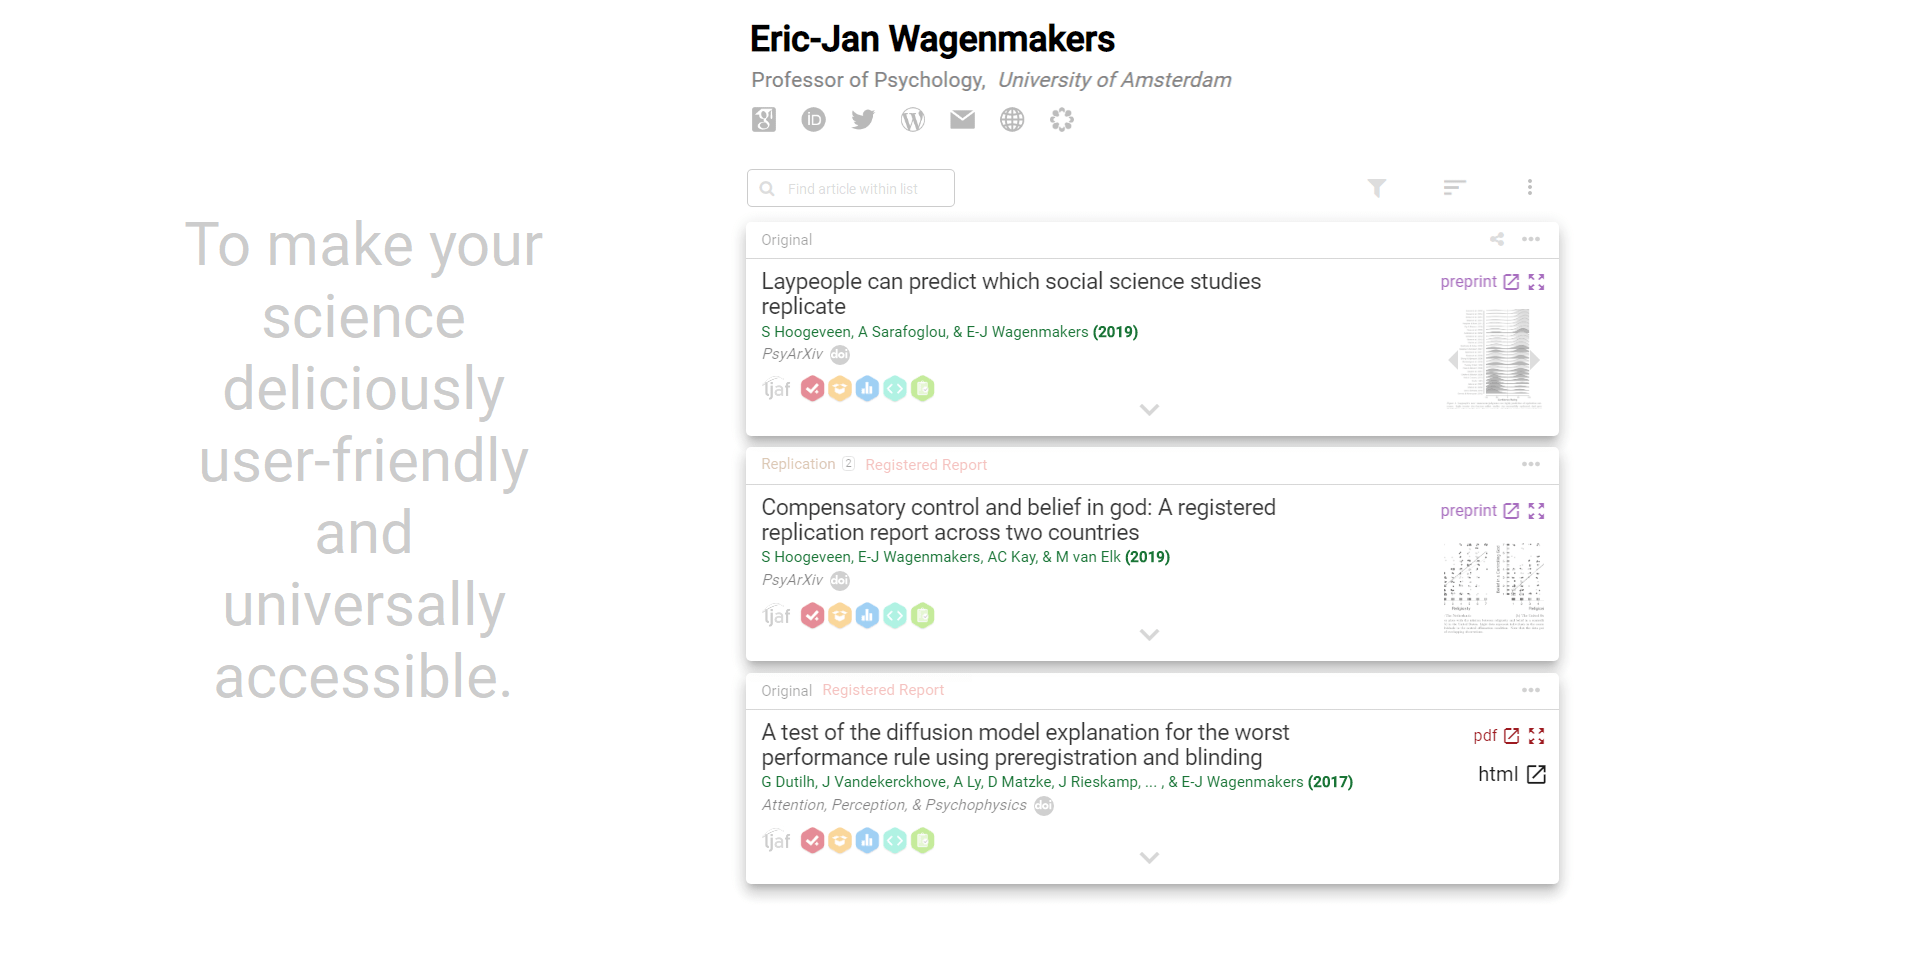 To make your
science
deliciously
user-friendly
and
universally
accessible.
Eric-Jan Wagenmakers
Professor of Psychology, University of Amsterdam
Find article within list
Original
Laypeople can predict which social science studies
replicate
preprint
S Hoogeveen, A Sarafoglou, & E-J Wagenmakers (2019)
PsyArXiv doi
ljaf
Replication 2 Registered Report
Compensatory control and belief in god: A registered
replication report across two countries
preprint
S Hoogeveen, E-J Wagenmakers, AC Kay, & M van Elk (2019)
PsyArXiv doi
ljaf
Original Registered Report
A test of the diffusion model explanation for the worst
performance rule using preregistration and blinding
pdf
html
G Dutilh, J Vandekerckhove, A Ly, D Matzke, J Rieskamp, ... , & E-J Wagenmakers (2017)
Attention, Perception, & Psychophysics doi
ljaf